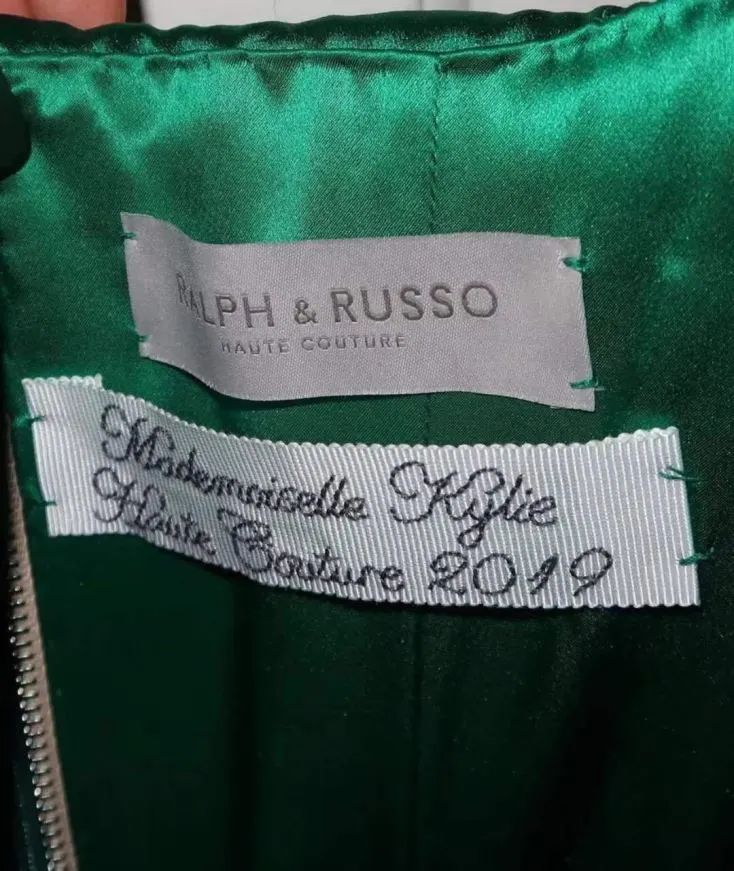 RALPH & RUSSO
HAUTE COUTURE
Mademoiselle Kylie
Haute Couture 2019